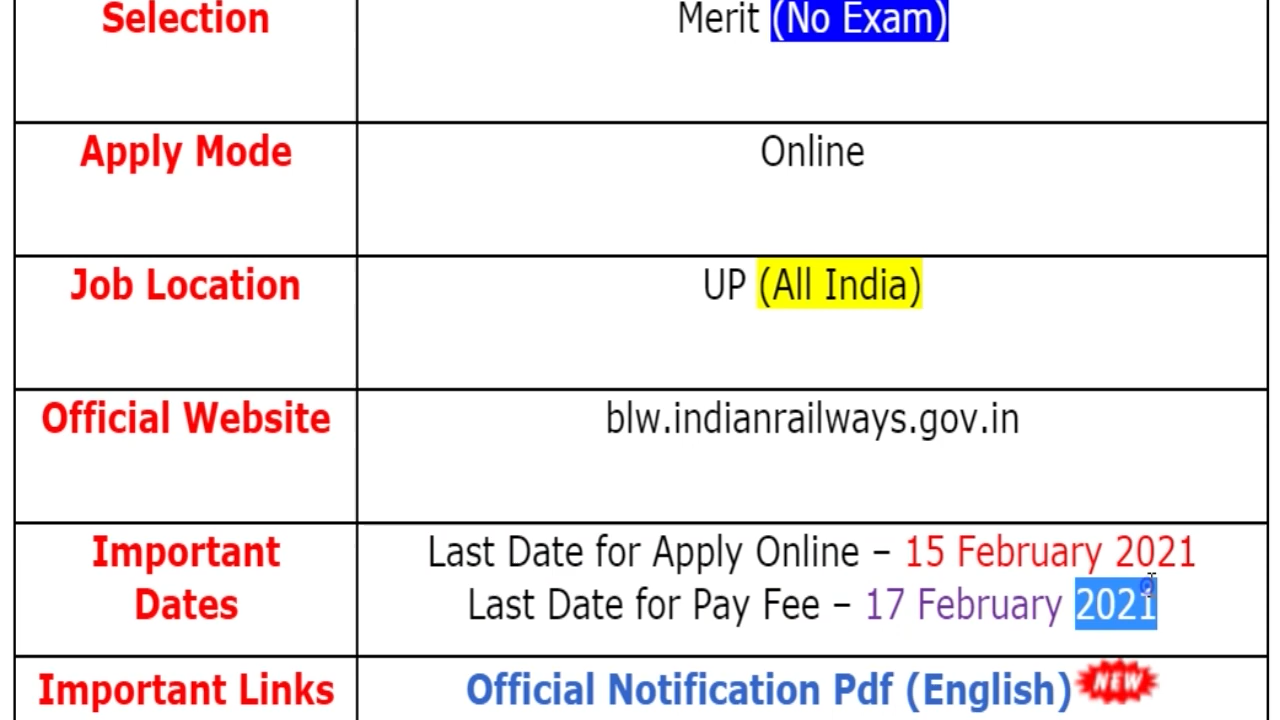 Selection Merit (No Exam)
Apply Mode Online
Job Location UP (All India)
Official Website blw.indianrailways.gov.in
Important Dates
Last Date for Apply Online – 15 February 2021
Last Date for Pay Fee – 17 February 2021
Important Links Official Notification Pdf (English) NEW